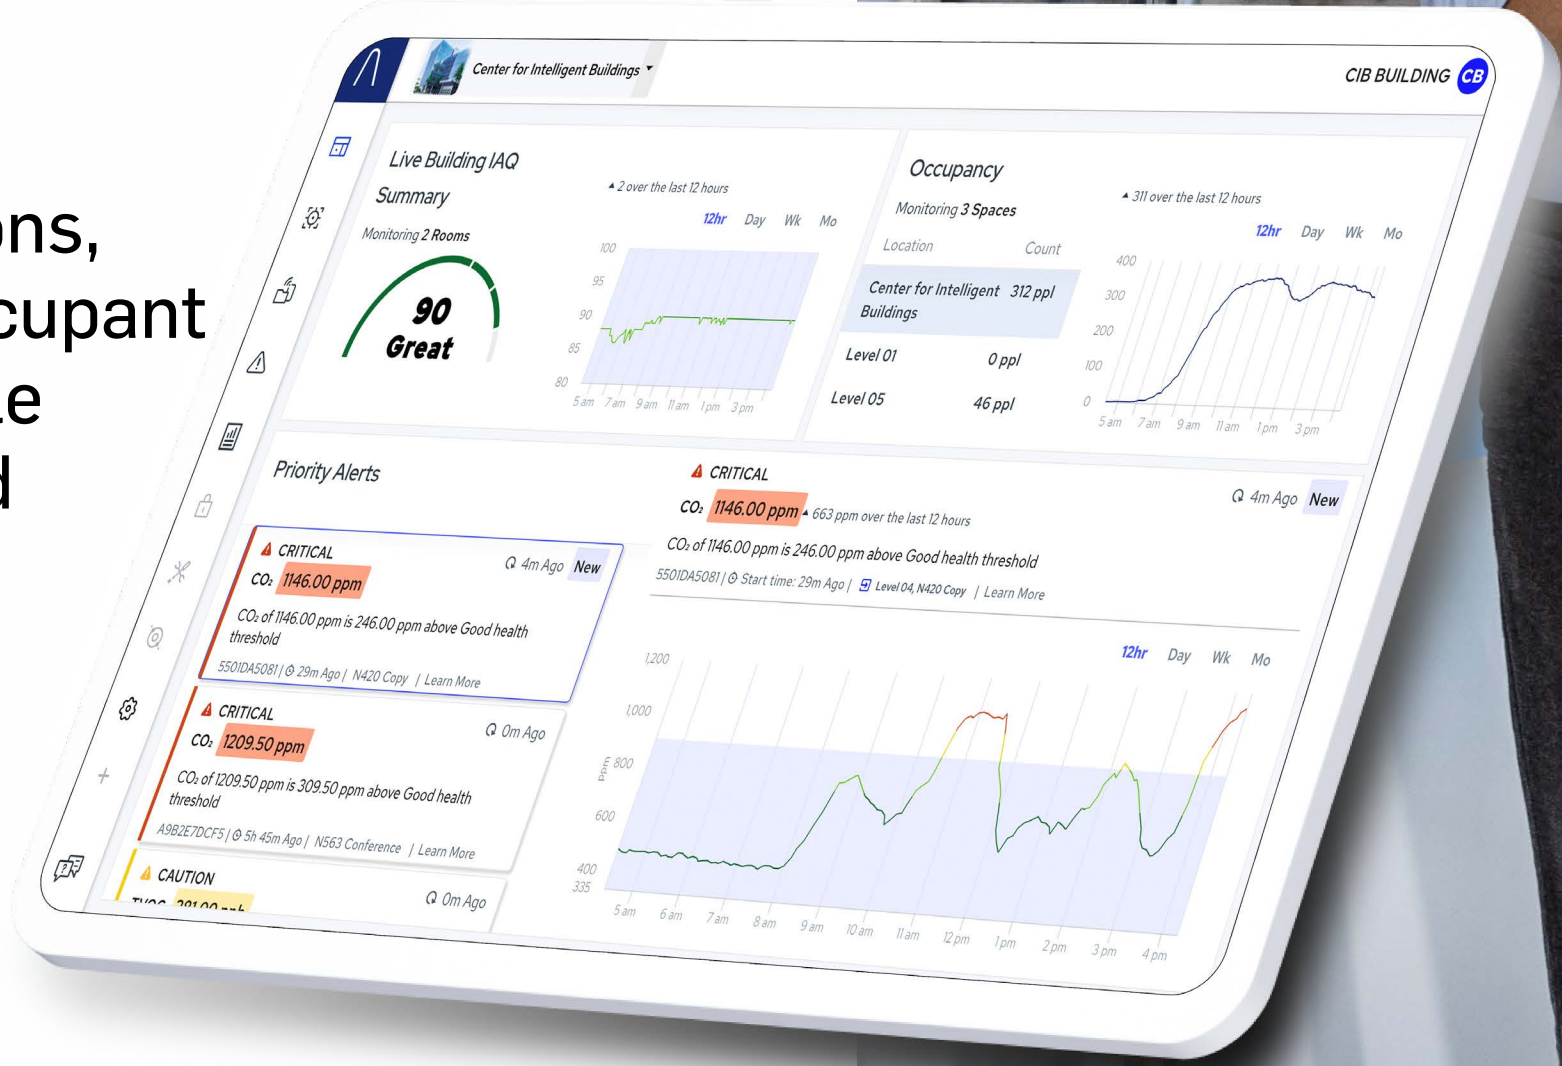 ons,
cupant
le
d
Center for Intelligent Buildings
CIB BUILDING CB
Live Building IAQ
Summary
Monitoring 2 Rooms
90
Great
▲ 2 over the last 12 hours
12hr Day Wk Mo
100
95
90
85
80
5 am 7 am 9 am 11 am 1 pm 3 pm
Occupancy
Monitoring 3 Spaces
Location Count
Center for Intelligent 312 ppl
Buildings
Level 01 0 ppl
Level 05 46 ppl
▲ 311 over the last 12 hours
12hr Day Wk Mo
400
300
200
100
0
5 am 7 am 9 am 11 am 1 pm 3 pm
Priority Alerts
CRITICAL 4m Ago New
CO₂ 1146.00 ppm
CO₂ of 1146.00 ppm is 246.00 ppm above Good health
threshold
5501DA5081 | 29m Ago | N420 Copy | Learn More
CRITICAL 0m Ago
CO₂ 1209.50 ppm
CO₂ of 1209.50 ppm is 309.50 ppm above Good health
threshold
A9B2E7DCF5 | 5h 45m Ago | N563 Conference | Learn More
CAUTION 0m Ago
CRITICAL 4m Ago New
CO₂ 1146.00 ppm ▲ 663 ppm over the last 12 hours
CO₂ of 1146.00 ppm is 246.00 ppm above Good health threshold
5501DA5081 | Start time: 29m Ago | Level 04, N420 Copy | Learn More
12hr Day Wk Mo
1,200
1,000
800
ppm
600
400
335
5 am 6 am 7 am 8 am 9 am 10 am 11 am 12 pm 1 pm 2 pm 3 pm 4 pm